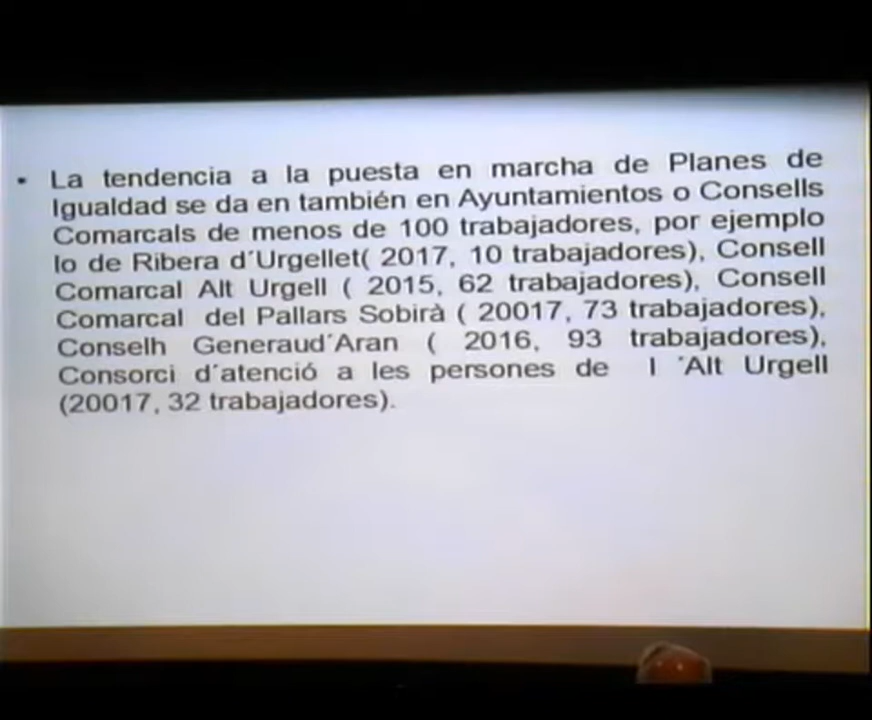 • La tendencia a la puesta en marcha de Planes de
Igualdad se da en también en Ayuntamientos o Consells
Comarcals de menos de 100 trabajadores, por ejemplo
lo de Ribera d´Urgellet( 2017, 10 trabajadores), Consell
Comarcal Alt Urgell ( 2015, 62 trabajadores), Consell
Comarcal del Pallars Sobirà ( 20017, 73 trabajadores),
Conselh Generaud´Aran ( 2016, 93 trabajadores),
Consorci d´atenció a les persones de l ´Alt Urgell
(20017, 32 trabajadores).